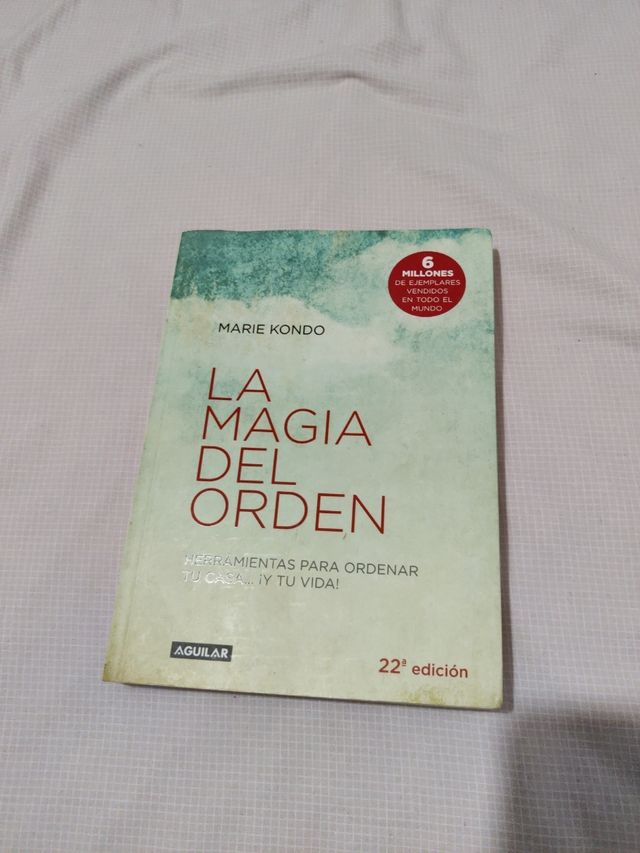 6
MILLONES
DE EJEMPLARES
VENDIDOS
EN TODO EL
MUNDO
MARIE KONDO
LA
MAGIA
DEL
ORDEN
HERRAMIENTAS PARA ORDENAR
TU CASA... ¡Y TU VIDA!
AGUILAR
22ª edición